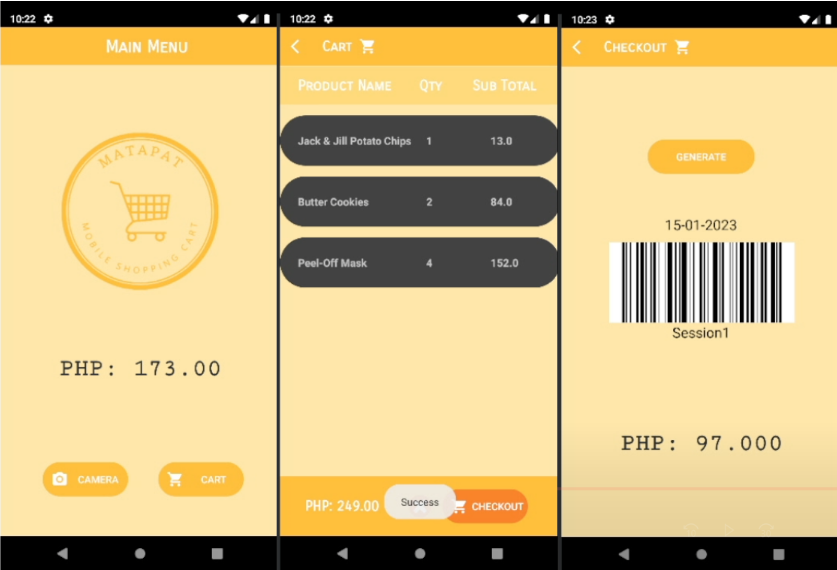 10:22
MAIN MENU
MATAPAT
MOBILE SHOPPING CART
PHP: 173.00
CAMERA
CART
10:22
CART
PRODUCT NAME QTY SUB TOTAL
Jack & Jill Potato Chips 1 13.0
Butter Cookies 2 84.0
Peel-Off Mask 4 152.0
PHP: 249.00
Success
CHECKOUT
10:23
CHECKOUT
GENERATE
15-01-2023
Session1
PHP: 97.000